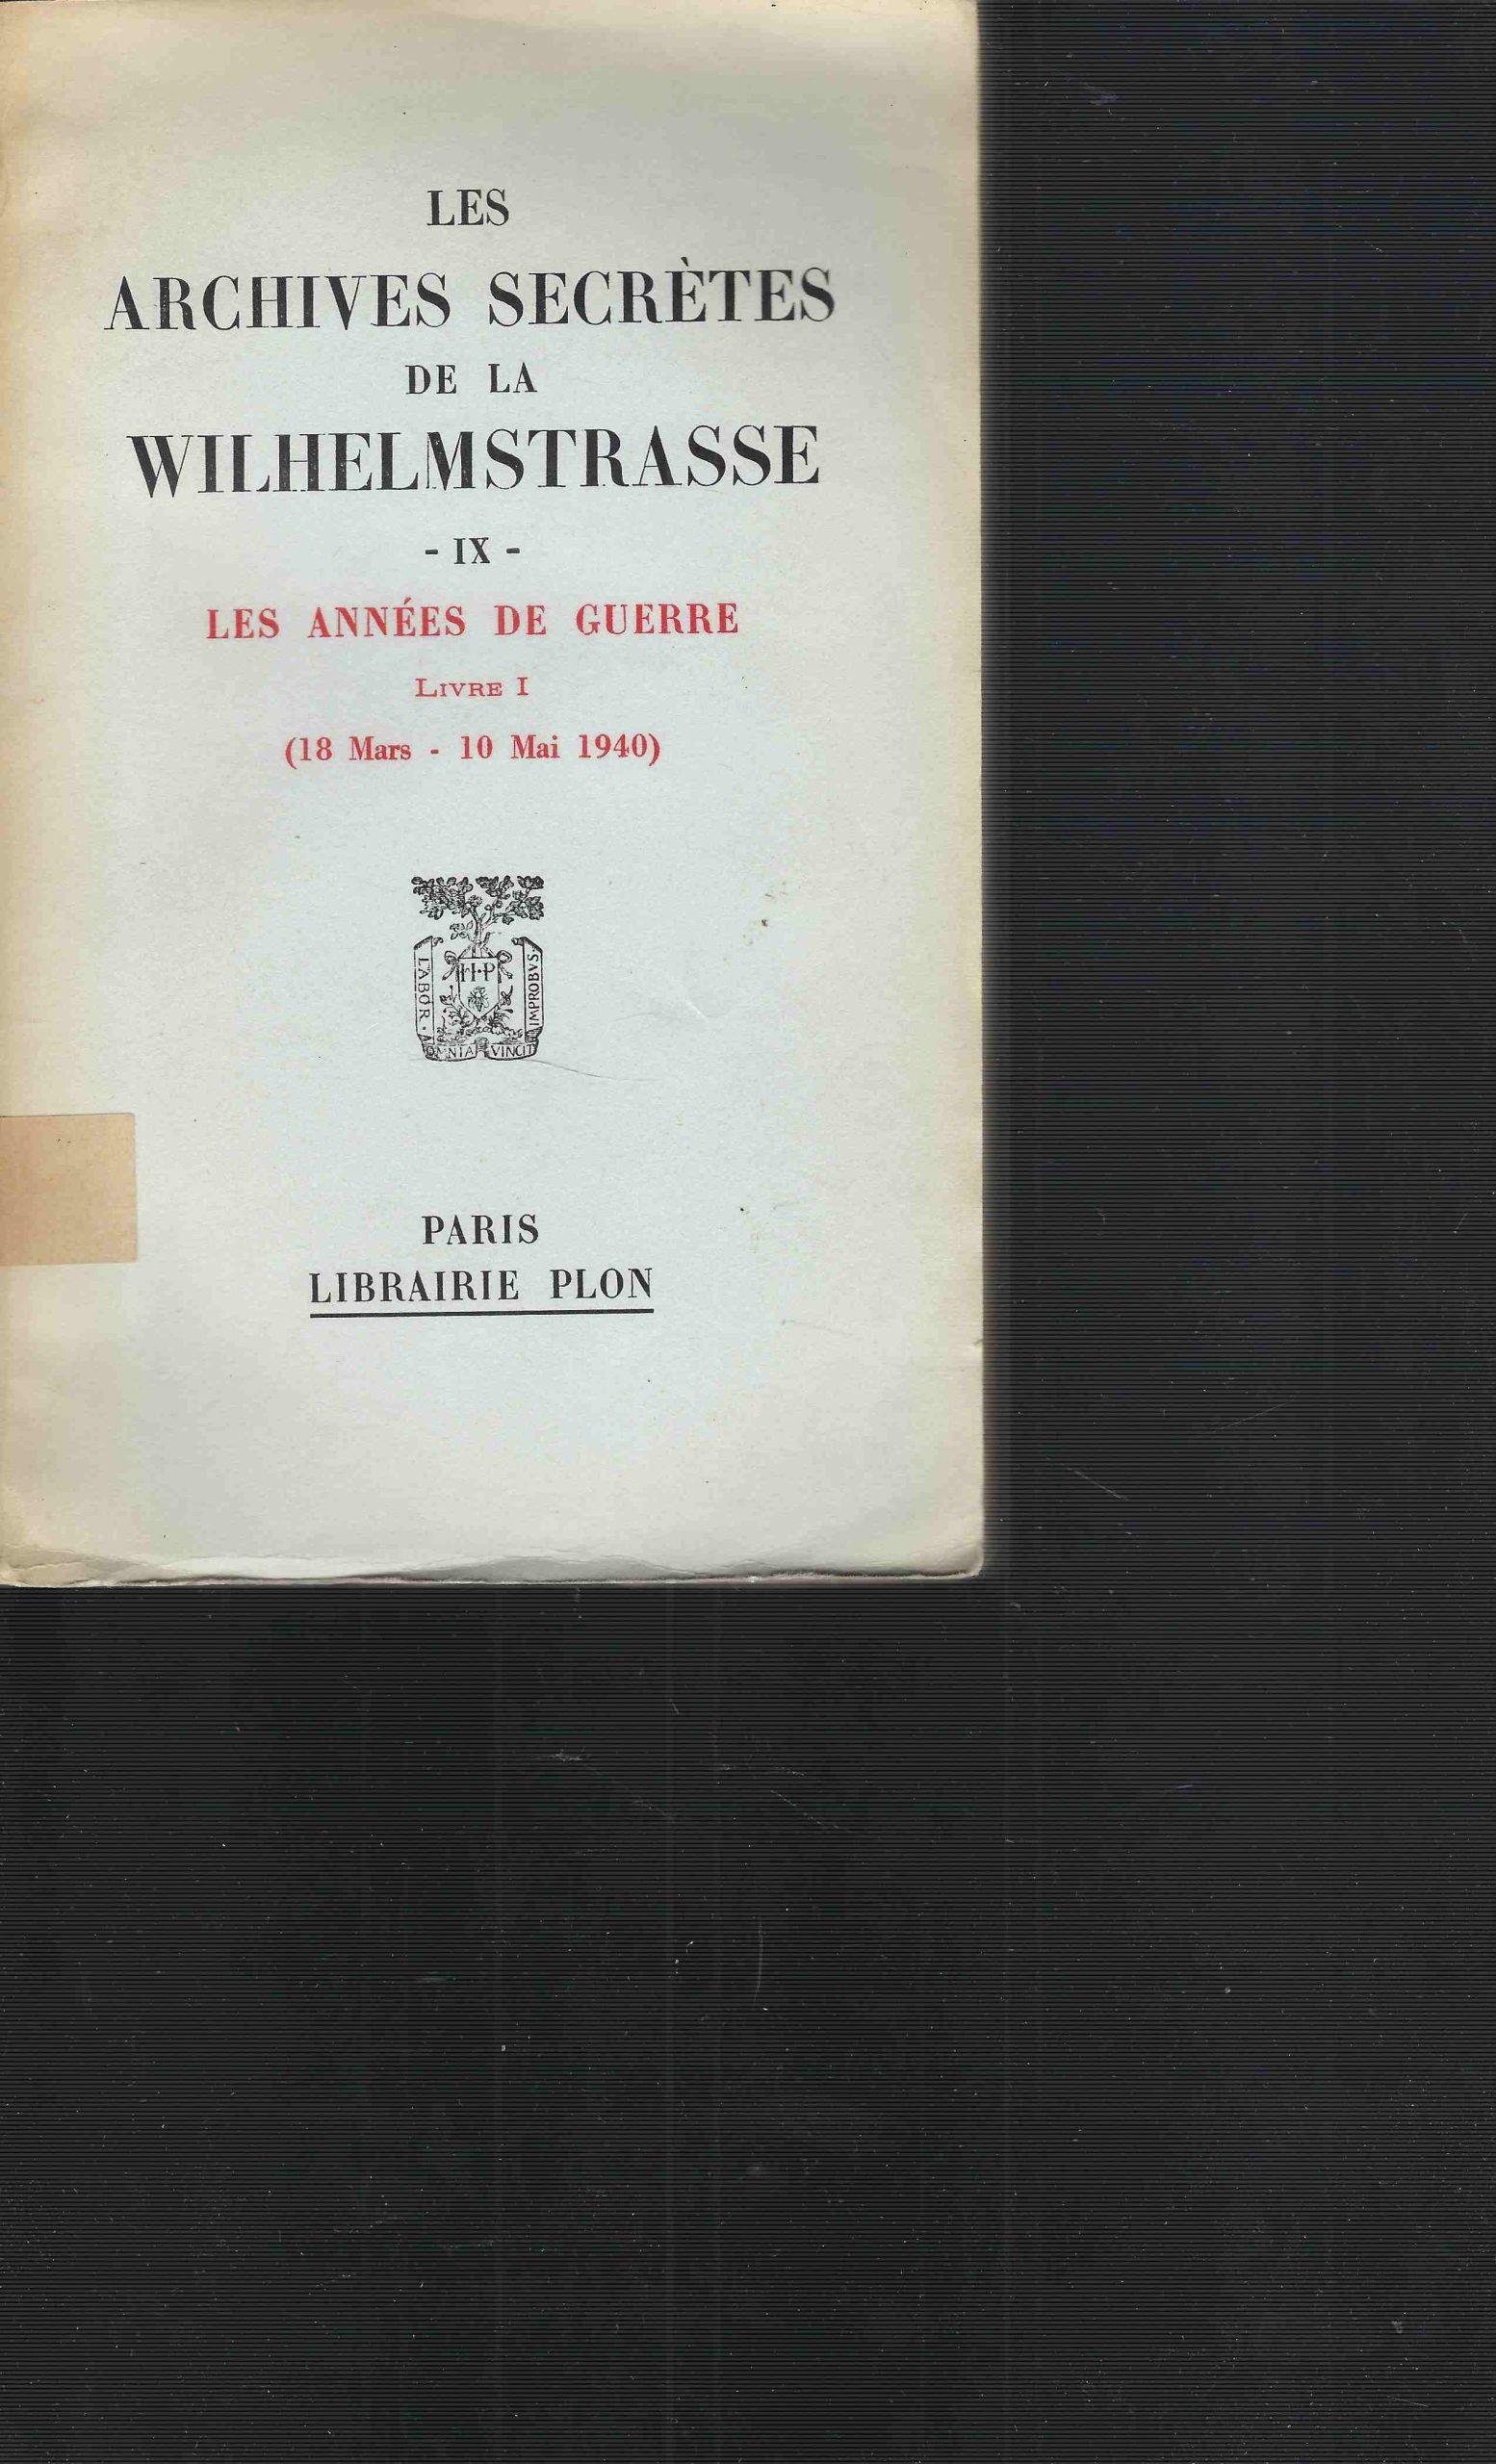 LES
ARCHIVES SECRÈTES
DE LA
WILHELMSTRASSE
- IX -
LES ANNÉES DE GUERRE
LIVRE I
(18 Mars - 10 Mai 1940)
H·P
LABOR·
IMPROBVS·
OMNIA VINCIT
PARIS
LIBRAIRIE PLON